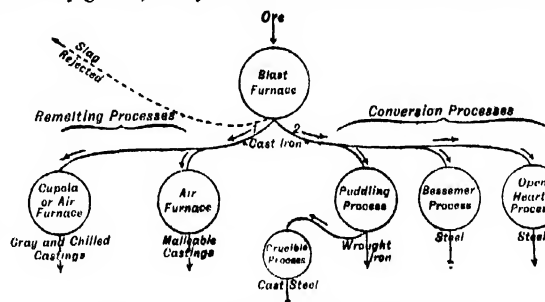 Ore
Slag
Rejected
Blast
Furnace
Remelting Processes
Conversion Processes
1 2
Cast Iron
Cupola
or Air
Furnace
Air
Furnace
Puddling
Process
Bessemer
Process
Open
Hearth
Process
Gray and Chilled
Castings
Malleable
Castings
Crucible
Process
Wrought
Iron
Steel
Steel
Cast Steel